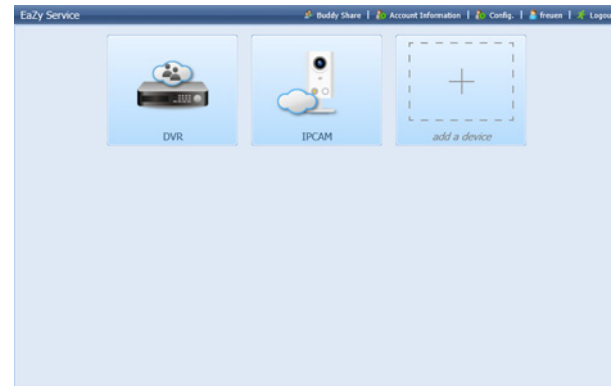 EaZy Service Buddy Share | Account Information | Config. | freuen | Logou
DVR IPCAM add a device